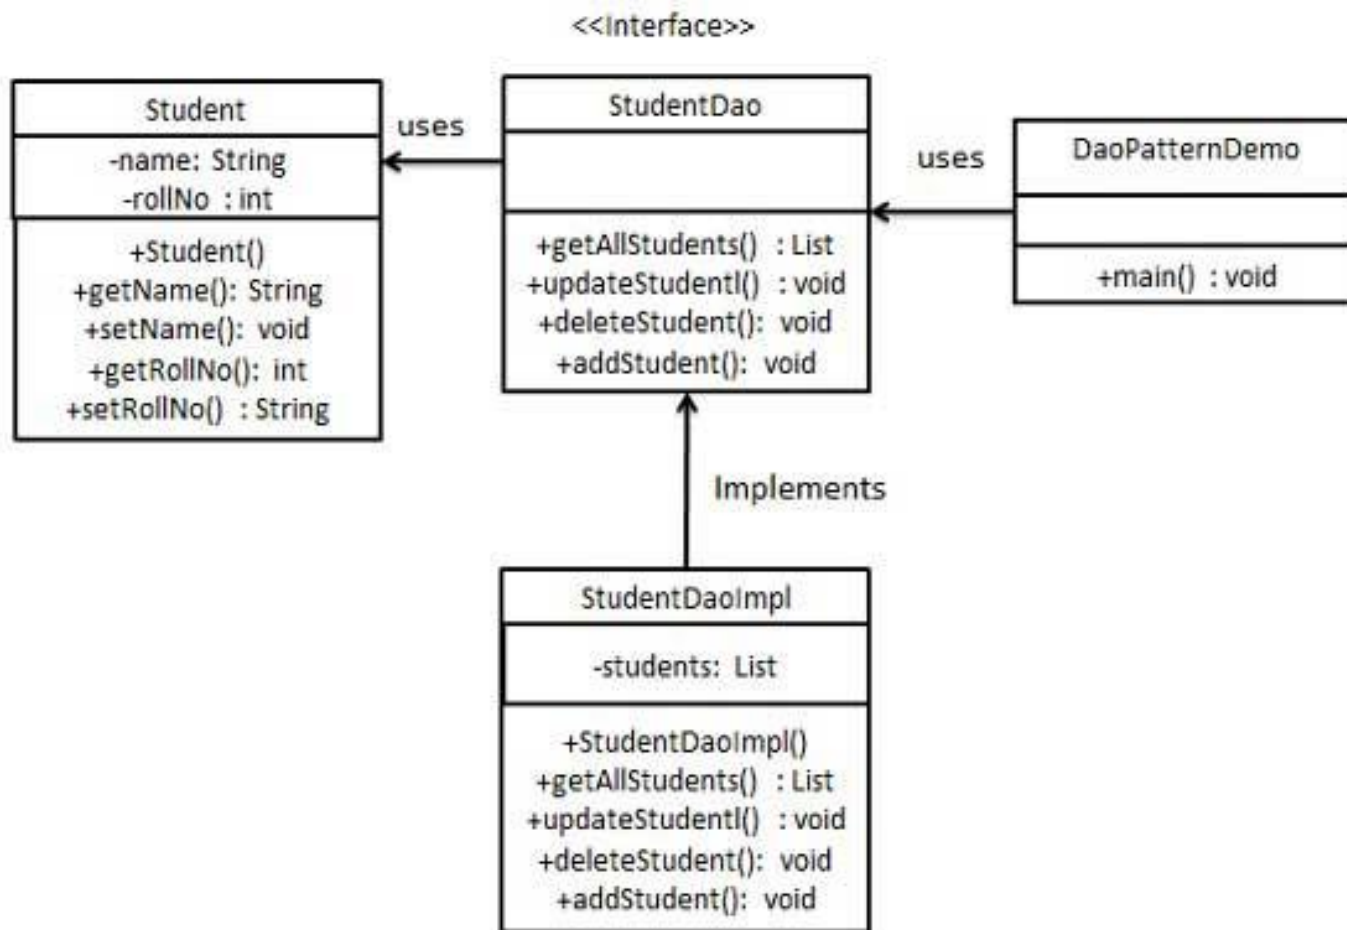 <<Interface>>
Student
-name: String
-rollNo : int
+Student()
+getName(): String
+setName(): void
+getRollNo(): int
+setRollNo() : String
uses
StudentDao
+getAllStudents() : List
+updateStudentl() : void
+deleteStudent(): void
+addStudent(): void
uses
DaoPatternDemo
+main() : void
Implements
StudentDaoImpl
-students: List
+StudentDaoImpl()
+getAllStudents() : List
+updateStudentl() : void
+deleteStudent(): void
+addStudent(): void